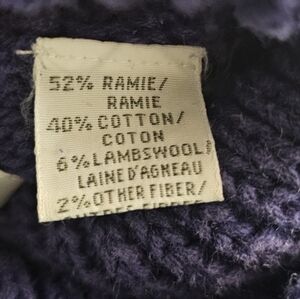 52% RAMIE/
RAMIE
40% COTTON/
COTON
6% LAMBSWOOL/
LAINE D'AGNEAU
2% OTHER FIBER/